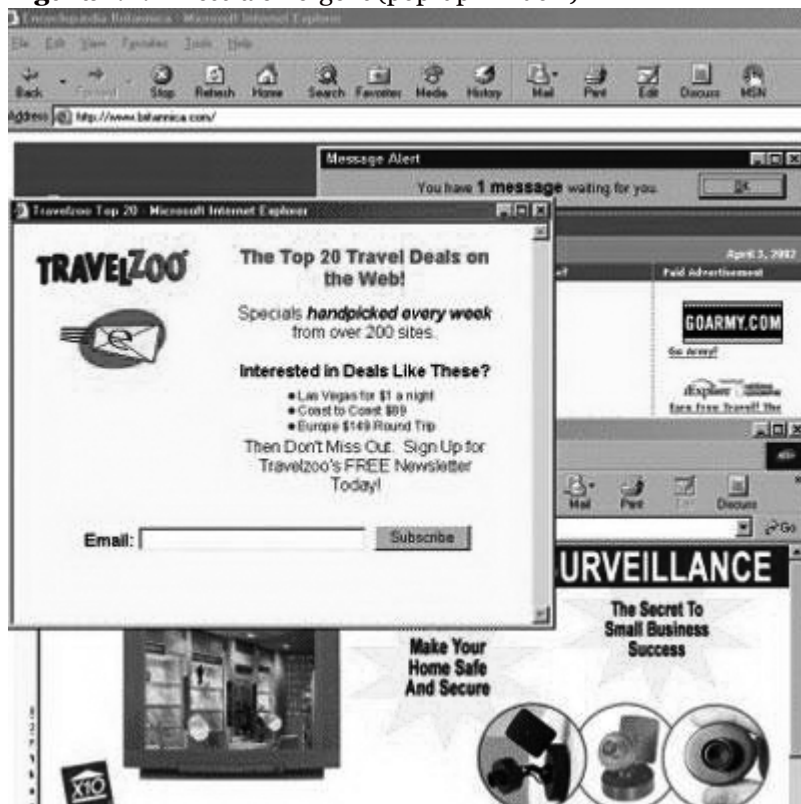 Encyclopaedia Britannica - Microsoft Internet Explorer
File Edit View Favorites Tools Help
Back Forward Stop Refresh Home Search Favorites Media History Mail Print Edit Discuss MSN
Address http://www.britannica.com/
Message Alert
You have 1 message waiting for you.
OK
Travelzoo Top 20 - Microsoft Internet Explorer
TRAVELZOO
The Top 20 Travel Deals on
the Web!
Specials handpicked every week
from over 200 sites.
Interested in Deals Like These?
Las Vegas for $1 a night
Coast to Coast $89
Europe $149 Round Trip
Then Don't Miss Out. Sign Up for
Travelzoo's FREE Newsletter
Today!
Email:
Subscribe
April 3, 2002
Paid Advertisement
GOARMY.COM
Go Army!
iExplore
Earn Free Travel! The
Mail Print Edit Discuss
Go
URVEILLANCE
The Secret To
Small Business
Success
Make Your
Home Safe
And Secure
X10